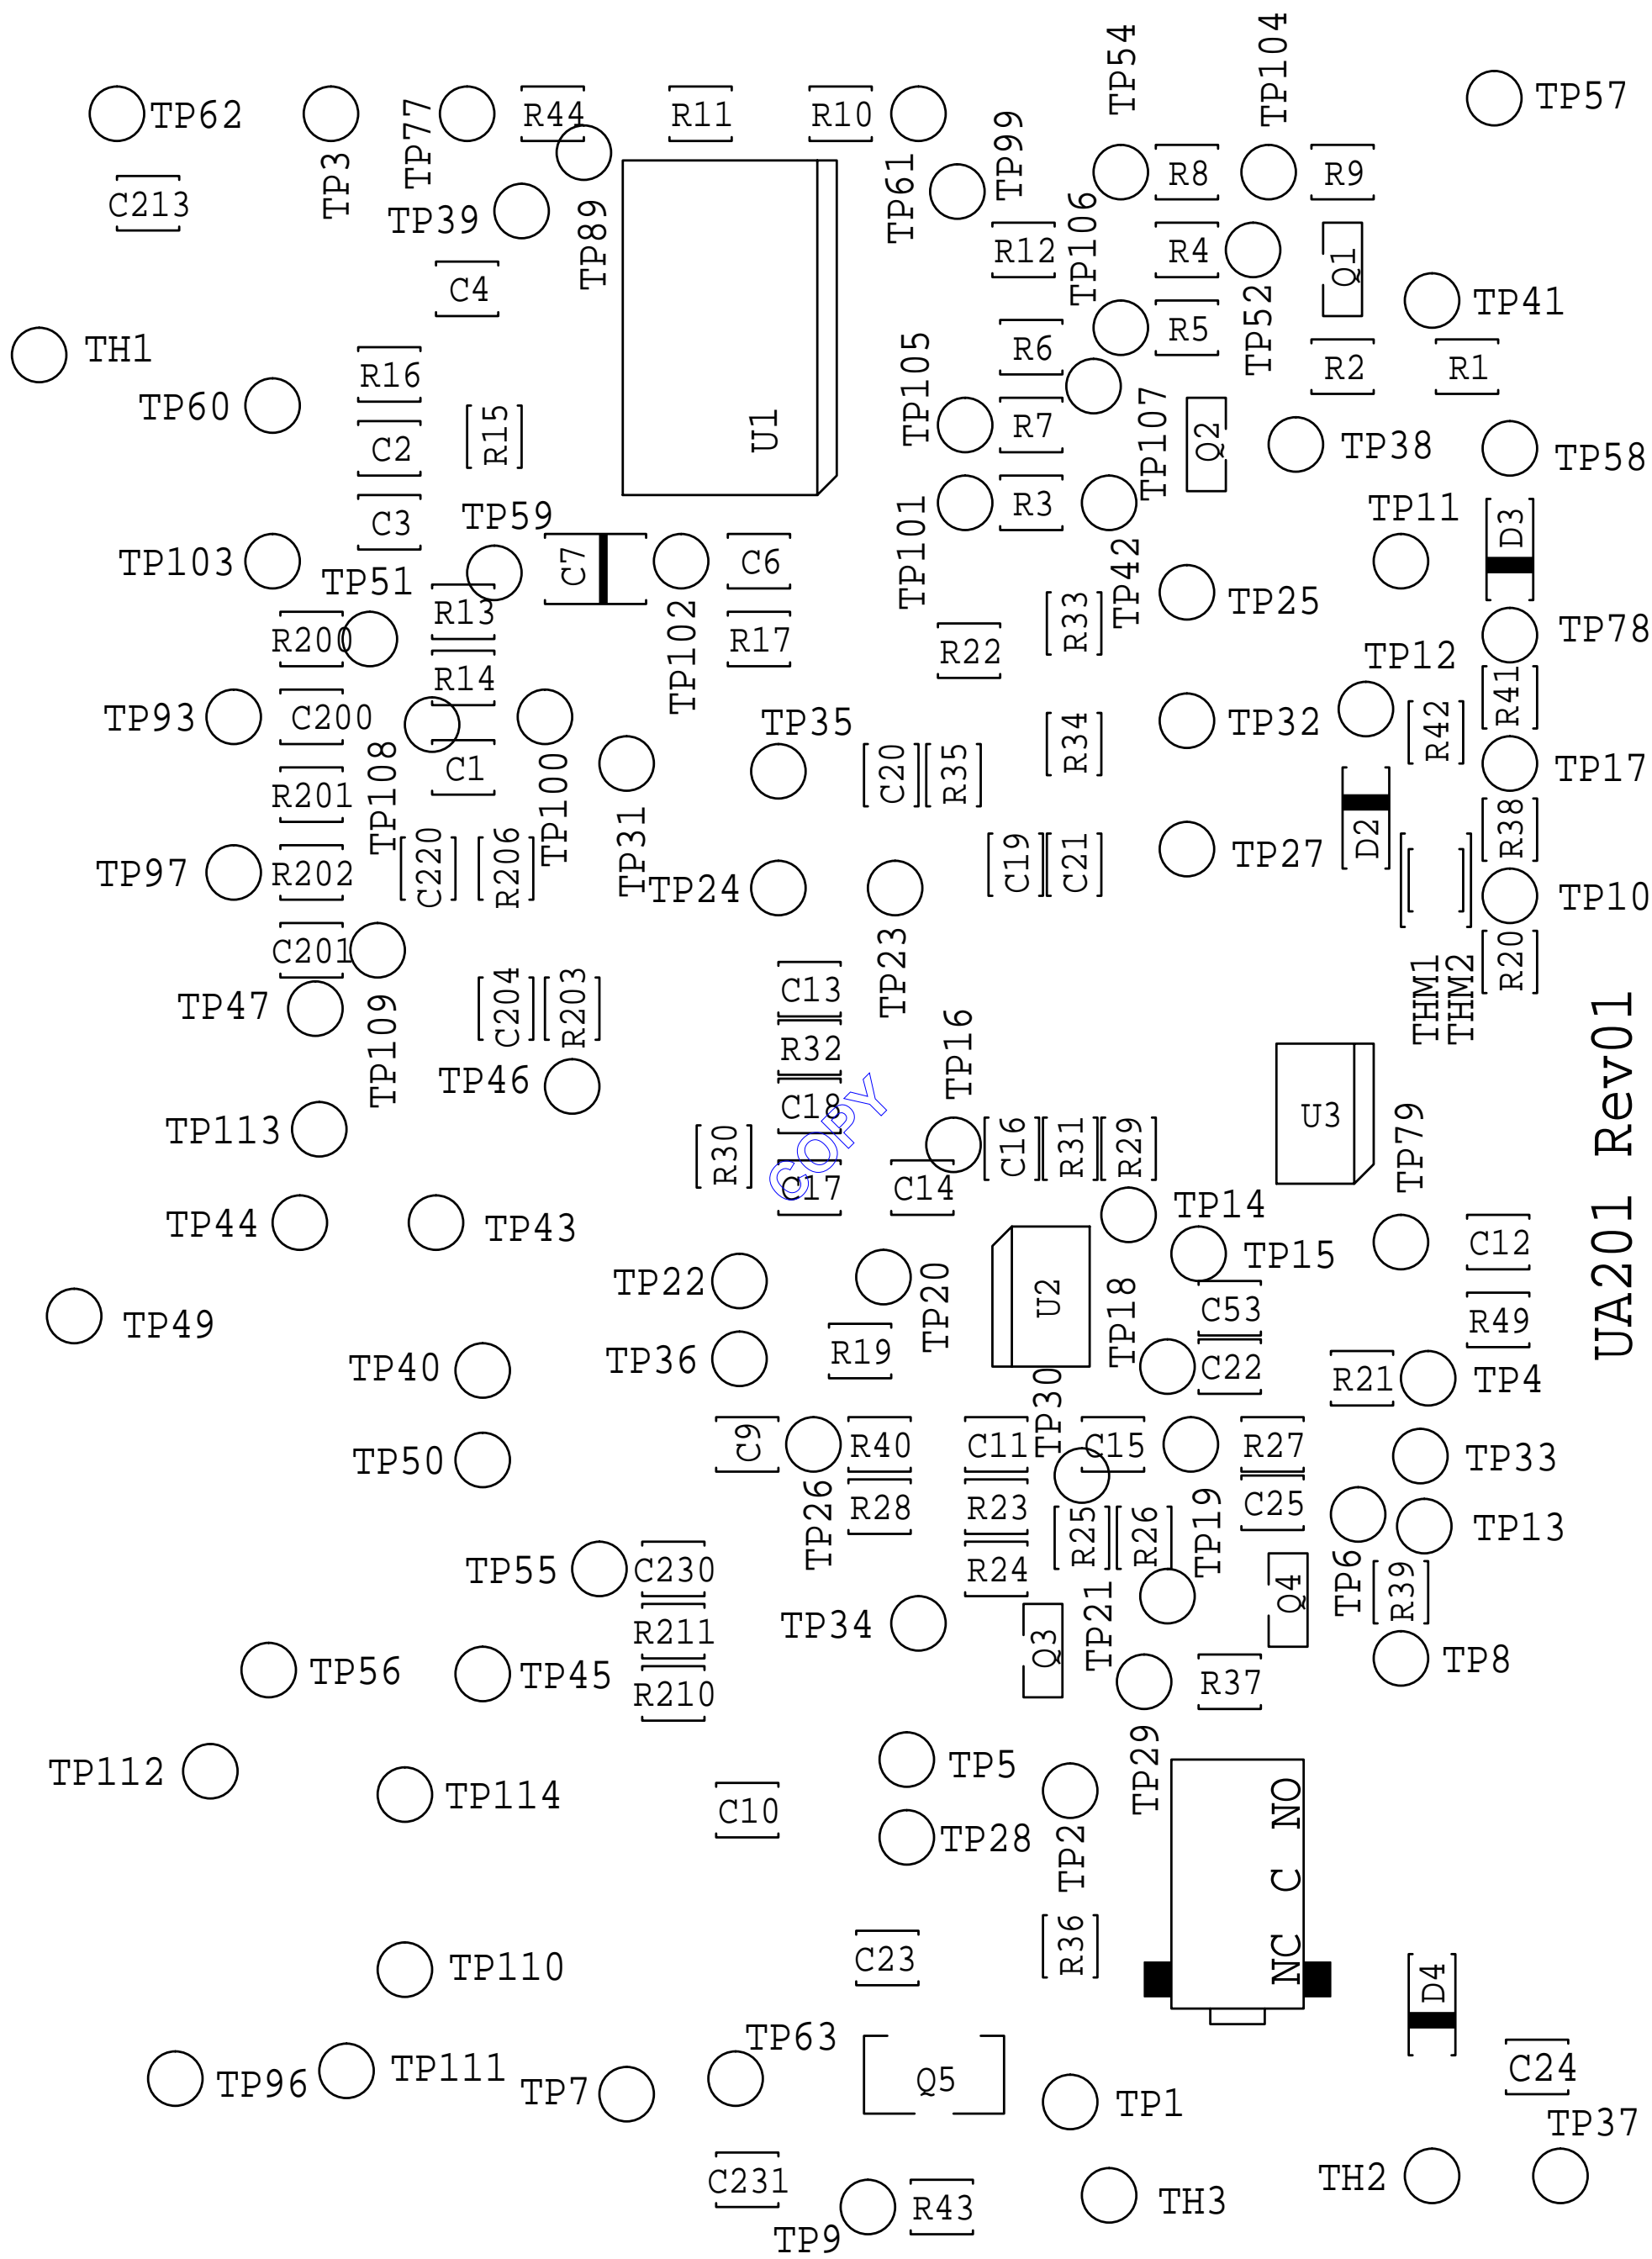 TP54
TP104
TP57
TP62
TP3
TP77
R44
R11
R10
TP61
TP99
R8
R9
C213
TP39
TP89
TP106
R12
R4
TP52
Q1
TP41
C4
TH1
R16
TP60
R15
C2
U1
TP105
R6
R5
R2
R1
R7
TP107
Q2
TP38
TP58
C3
TP59
TP101
R3
TP42
TP11
D3
TP103
TP51
C7
TP102
C6
TP25
R13
R200
R17
R22
R33
TP12
TP78
R14
R41
TP93
C200
TP108
TP100
TP35
R34
TP32
R42
C1
TP31
C20
R35
TP17
R201
D2
R38
TP97
R202
C220
R206
TP24
TP23
C19
C21
TP27
TP10
C201
TP109
R20
THM1
THM2
TP47
C204
R203
C13
R32
TP16
TP46
C18
COPY
U3
TP79
UA201 Rev01
TP113
R30
C16
R31
R29
C17
C14
TP44
TP43
TP14
TP15
C12
TP22
TP20
U2
TP18
C53
R49
TP49
TP40
TP36
R19
C22
R21
TP4
TP30
TP50
C9
TP26
R40
C11
C15
R27
TP33
R28
R23
R25
R26
TP19
C25
TP13
TP55
C230
R24
TP21
Q4
TP6
R39
R211
TP34
Q3
TP56
TP45
R210
R37
TP8
TP112
TP114
C10
TP5
TP28
TP2
TP29
NO
C
NC
TP110
C23
R36
D4
TP96
TP111
TP7
TP63
Q5
TP1
C24
TP37
C231
TP9
R43
TH3
TH2